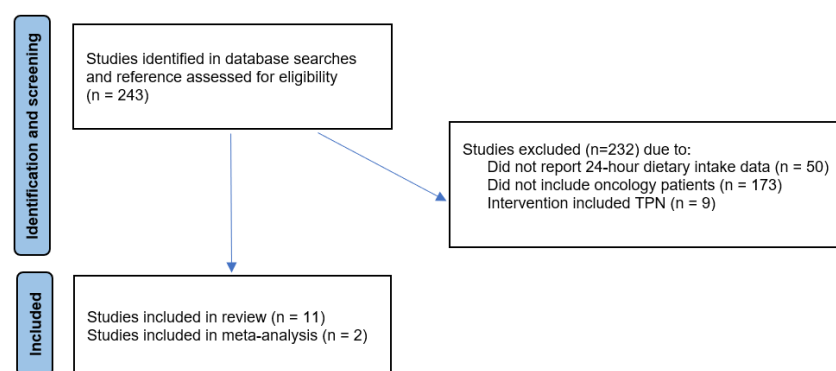 Identification and screening
Studies identified in database searches
and reference assessed for eligibility
(n = 243)
Studies excluded (n=232) due to:
Did not report 24-hour dietary intake data (n = 50)
Did not include oncology patients (n = 173)
Intervention included TPN (n = 9)
Included
Studies included in review (n = 11)
Studies included in meta-analysis (n = 2)